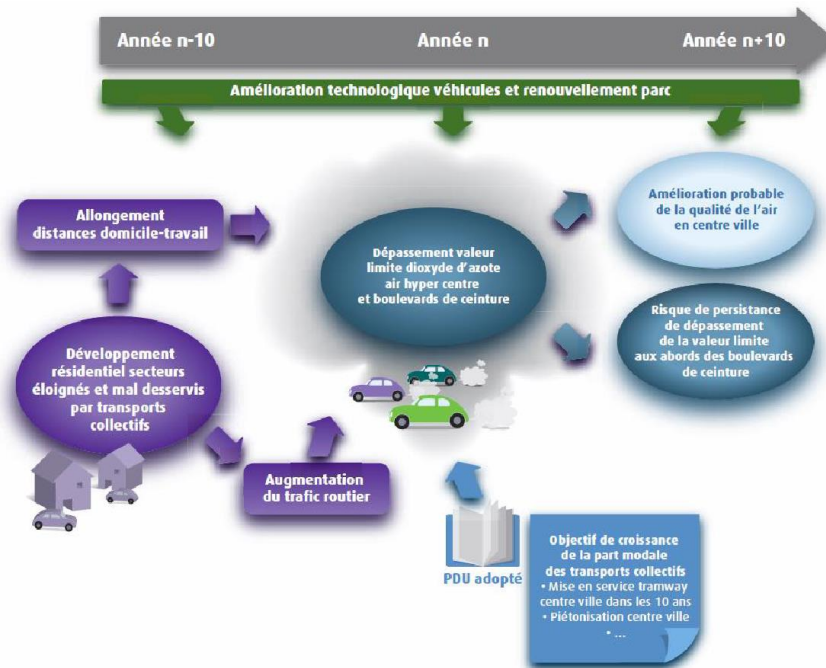 Année n-10
Année n
Année n+10
Amélioration technologique véhicules et renouvellement parc
Allongement
distances domicile-travail
Développement
résidentiel secteurs
éloignés et mal desservis
par transports
collectifs
Augmentation
du trafic routier
Dépassement valeur
limite dioxyde d'azote
air hyper centre
et boulevards de ceinture
Amélioration probable
de la qualité de l'air
en centre ville
Risque de persistance
de dépassement
de la valeur limite
aux abords des boulevards
de ceinture
PDU adopté
Objectif de croissance
de la part modale
des transports collectifs
• Mise en service tramway
centre ville dans les 10 ans
• Piétonisation centre ville
• ...